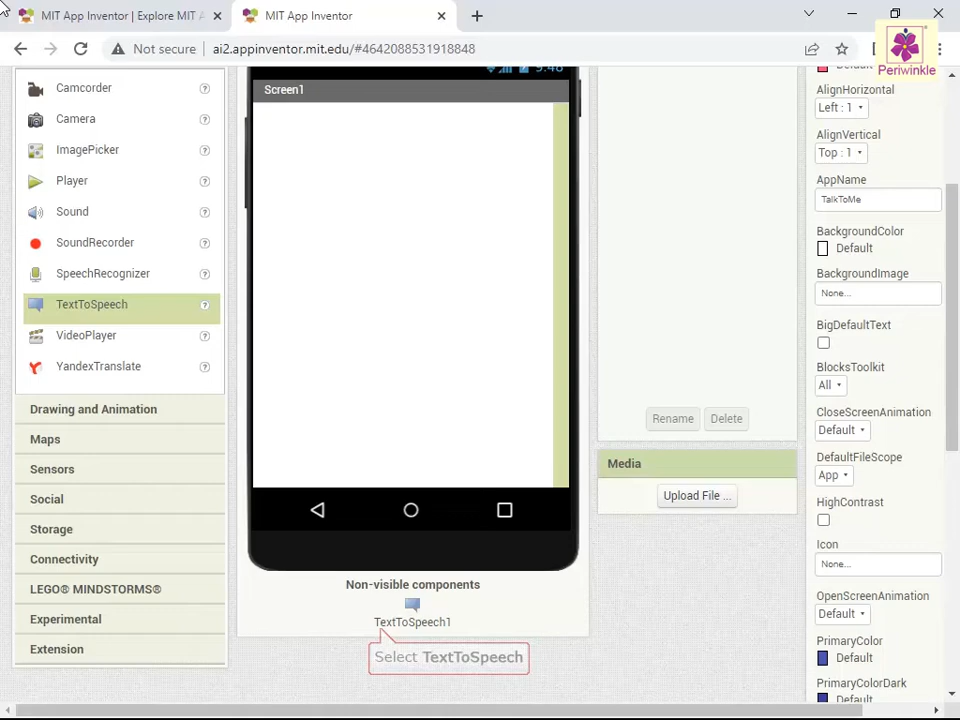 MIT App Inventor | Explore MIT A
MIT App Inventor
Not secure
ai2.appinventor.mit.edu/#4642088531918848
Periwinkle
Camcorder
Camera
ImagePicker
Player
Sound
SoundRecorder
SpeechRecognizer
TextToSpeech
VideoPlayer
YandexTranslate
Drawing and Animation
Maps
Sensors
Social
Storage
Connectivity
LEGO® MINDSTORMS®
Experimental
Extension
9:48
Screen1
Non-visible components
TextToSpeech1
Select TextToSpeech
Rename
Delete
Media
Upload File ...
Default
AlignHorizontal
Left : 1
AlignVertical
Top : 1
AppName
TalkToMe
BackgroundColor
Default
BackgroundImage
None...
BigDefaultText
BlocksToolkit
All
CloseScreenAnimation
Default
DefaultFileScope
App
HighContrast
Icon
None...
OpenScreenAnimation
Default
PrimaryColor
Default
PrimaryColorDark
Default